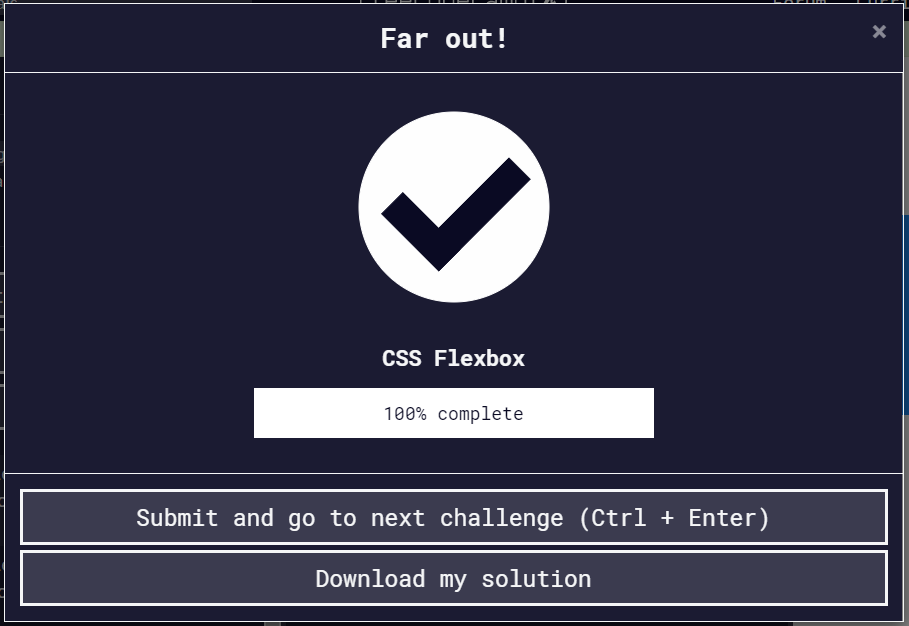 Far out!
×
CSS Flexbox
100% complete
Submit and go to next challenge (Ctrl + Enter)
Download my solution